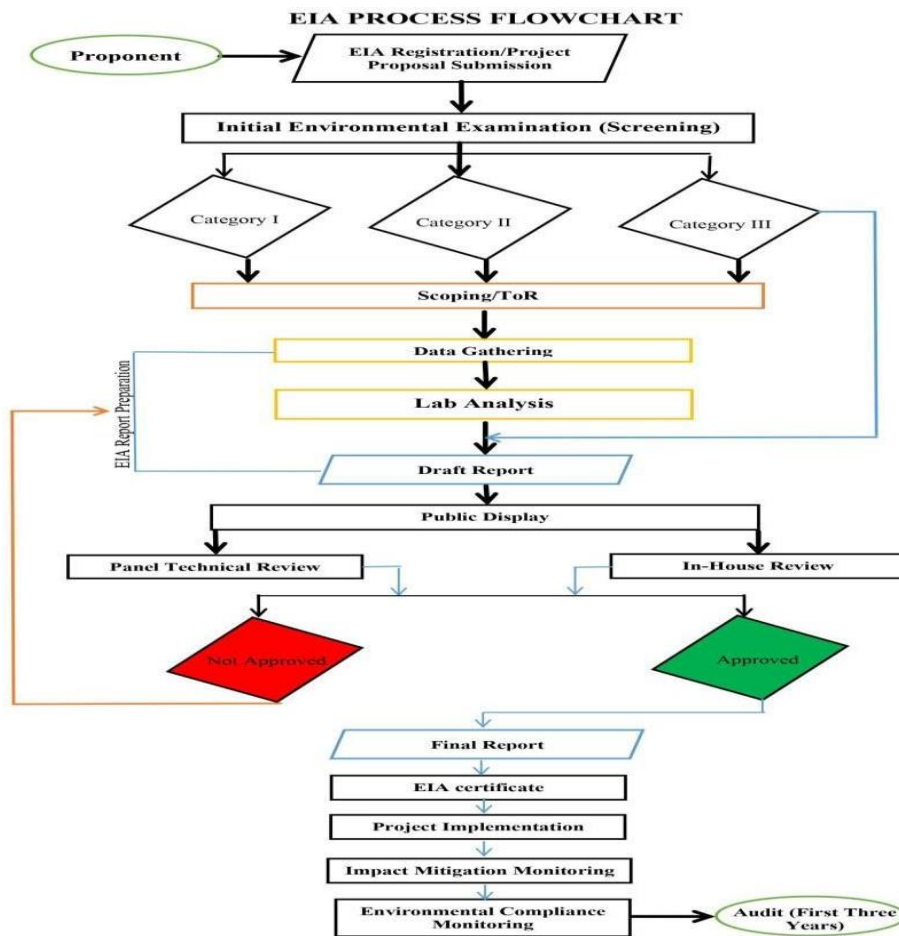 EIA PROCESS FLOWCHART
Proponent
EIA Registration/Project
Proposal Submission
Initial Environmental Examination (Screening)
Category I
Category II
Category III
Scoping/ToR
Data Gathering
EIA Report Preparation
Lab Analysis
Draft Report
Public Display
Panel Technical Review
In-House Review
Not Approved
Approved
Final Report
EIA certificate
Project Implementation
Impact Mitigation Monitoring
Environmental Compliance
Monitoring
Audit (First Three
Years)